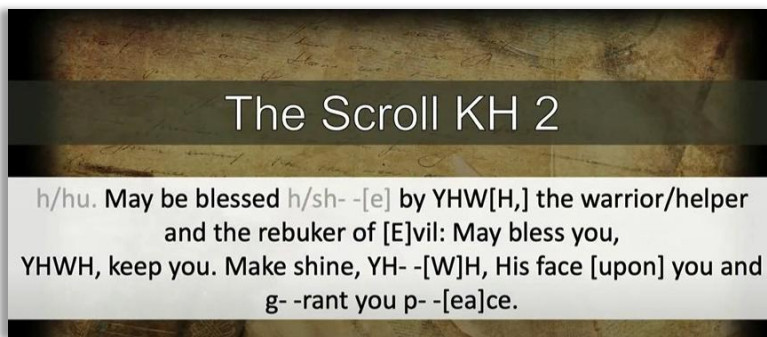 The Scroll KH 2
h/hu. May be blessed h/sh- -[e] by YHW[H,] the warrior/helper
and the rebuker of [E]vil: May bless you,
YHWH, keep you. Make shine, YH- -[W]H, His face [upon] you and
g- -rant you p- -[ea]ce.